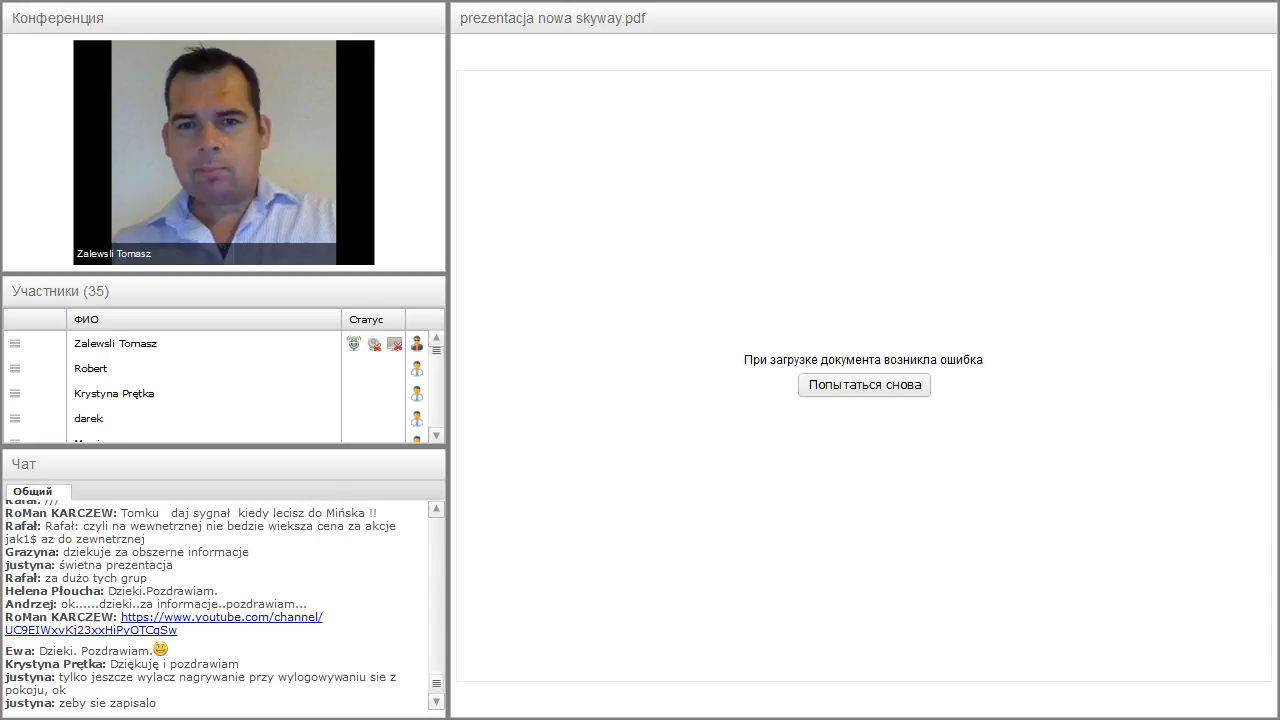 Конференция
Zalewsli Tomasz
Участники (35)
ФИО Статус
Zalewsli Tomasz
Robert
Krystyna Prętka
darek
Чат
Общий
Rafał: ///
RoMan KARCZEW: Tomku daj sygnał kiedy lecisz do Mińska !!
Rafał: Rafał: czyli na wewnetrznej nie bedzie wieksza cena za akcje
jak1$ az do zewnetrznej
Grazyna: dziekuje za obszerne informacje
justyna: świetna prezentacja
Rafał: za dużo tych grup
Helena Płoucha: Dzieki.Pozdrawiam.
Andrzej: ok......dzieki..za informacje..pozdrawiam...
RoMan KARCZEW: https://www.youtube.com/channel/
UC9EIWxvKj23xxHiPyOTCqSw
Ewa: Dzieki. Pozdrawiam.
Krystyna Prętka: Dziękuję i pozdrawiam
justyna: tylko jeszcze wylacz nagrywanie przy wylogowywaniu sie z
pokoju, ok
justyna: zeby sie zapisalo
prezentacja nowa skyway.pdf
При загрузке документа возникла ошибка
Попытаться снова